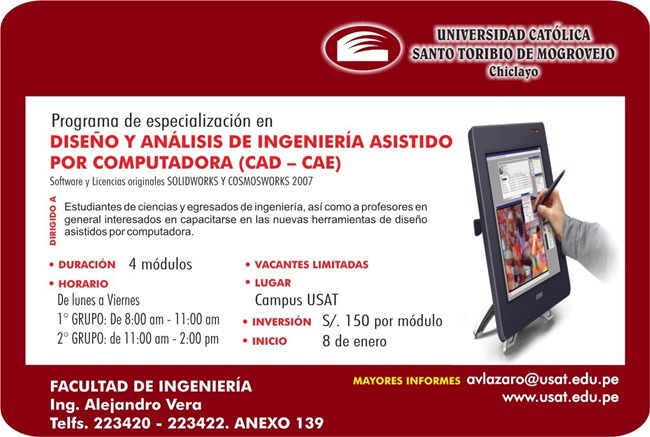 UNIVERSIDAD CATÓLICA
SANTO TORIBIO DE MOGROVEJO
Chiclayo
Programa de especialización en
DISEÑO Y ANÁLISIS DE INGENIERÍA ASISTIDO
POR COMPUTADORA (CAD – CAE)
Software y Licencias originales SOLIDWORKS Y COSMOSWORKS 2007
DIRIGIDO A
Estudiantes de ciencias y egresados de ingeniería, así como a profesores en
general interesados en capacitarse en las nuevas herramientas de diseño
asistidos por computadora.
• DURACIÓN 4 módulos
• HORARIO
De lunes a Viernes
1° GRUPO: De 8:00 am - 11:00 am
2° GRUPO: de 11:00 am - 2:00 pm
• VACANTES LIMITADAS
• LUGAR
Campus USAT
• INVERSIÓN S/. 150 por módulo
• INICIO 8 de enero
FACULTAD DE INGENIERÍA
Ing. Alejandro Vera
Telfs. 223420 - 223422. ANEXO 139
MAYORES INFORMES avlazaro@usat.edu.pe
www.usat.edu.pe